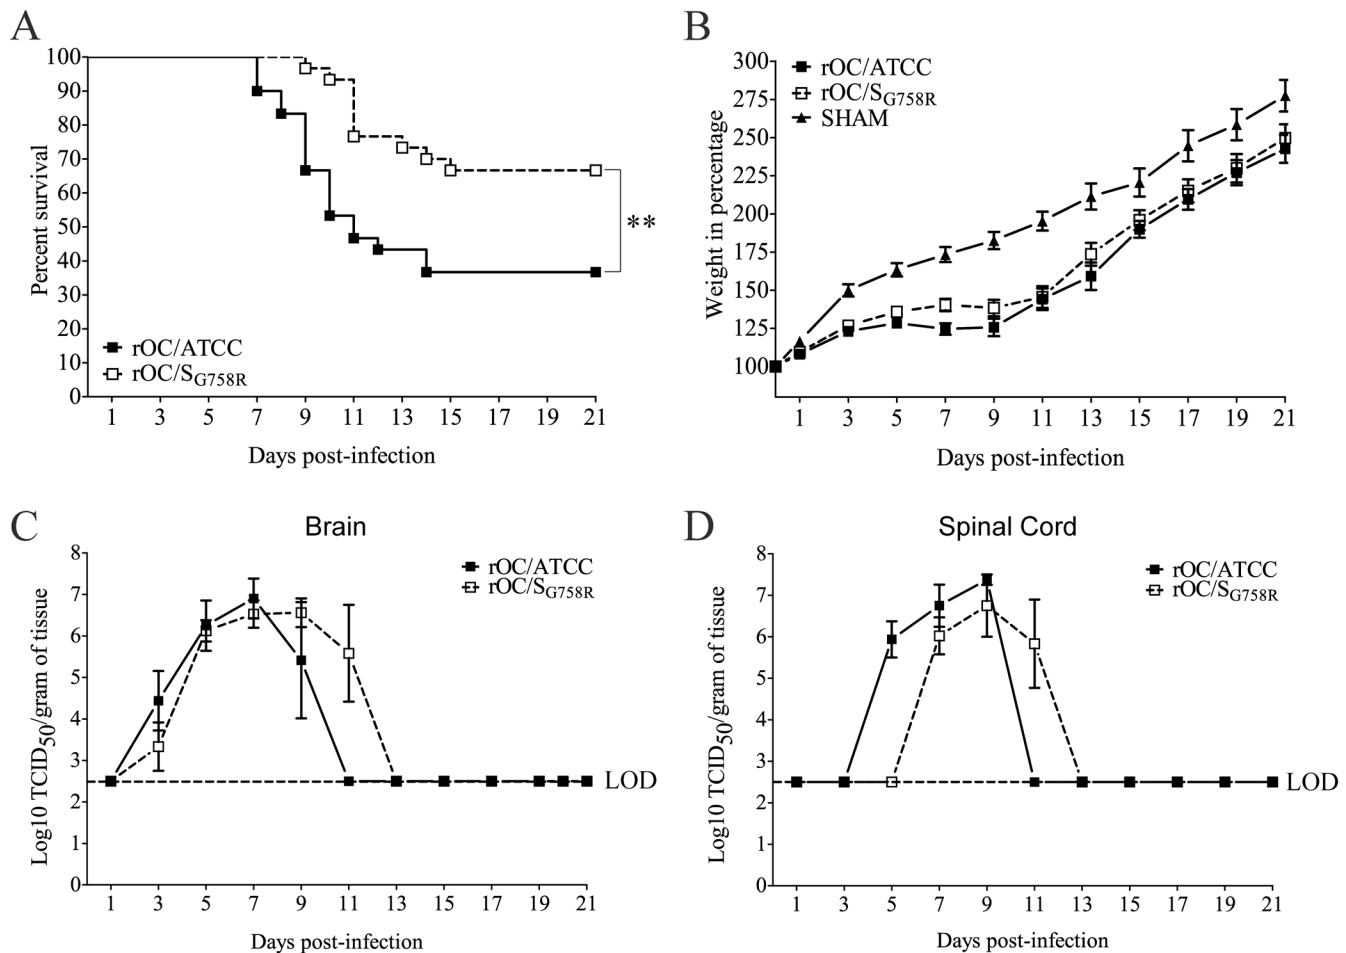 A
100
90
80
70
60
50
40
30
20
10
0
Percent survival
**
rOC/ATCC
rOC/SG758R
1 3 5 7 9 11 13 15 17 19 21
Days post-infection
B
300
275
250
225
200
175
150
125
100
Weight in percentage
rOC/ATCC
rOC/SG758R
SHAM
1 3 5 7 9 11 13 15 17 19 21
Days post-infection
C
Brain
8
7
6
5
4
3
2
1
0
Log10 TCID50/gram of tissue
rOC/ATCC
rOC/SG758R
LOD
1 3 5 7 9 11 13 15 17 19 21
Days post-infection
D
Spinal Cord
8
7
6
5
4
3
2
1
0
Log10 TCID50/gram of tissue
rOC/ATCC
rOC/SG758R
LOD
1 3 5 7 9 11 13 15 17 19 21
Days post-infection